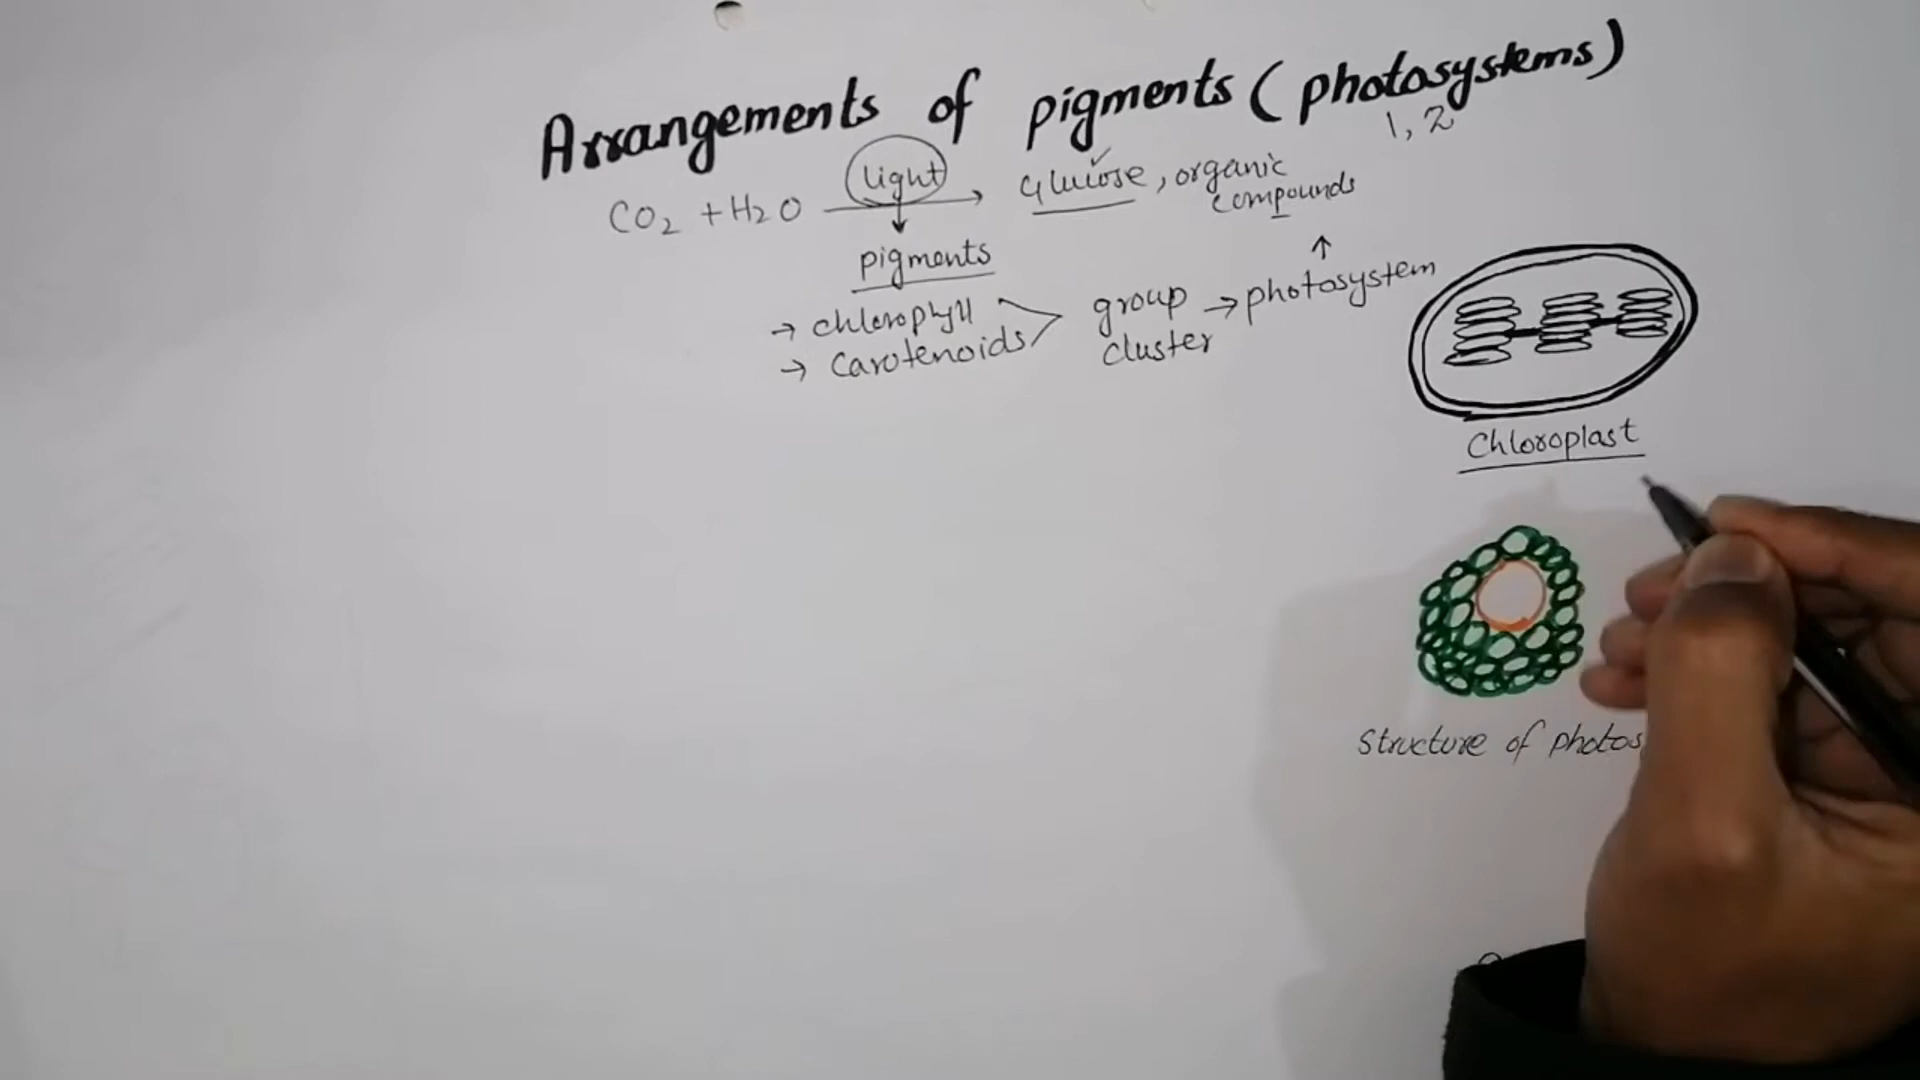 Arrangements of pigments (photosystems)
1, 2
CO2 + H2O light → Glucose, organic
compounds
pigments
→ chlorophyll
→ carotenoids
group → photosystem
cluster
Chloroplast
Structure of photos